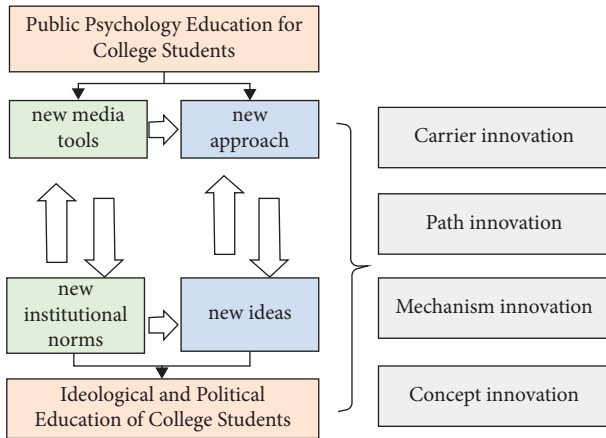 Public Psychology Education for
College Students
new media
tools
new
approach
Carrier innovation
Path innovation
new
institutional
norms
new ideas
Mechanism innovation
Ideological and Political
Education of College Students
Concept innovation